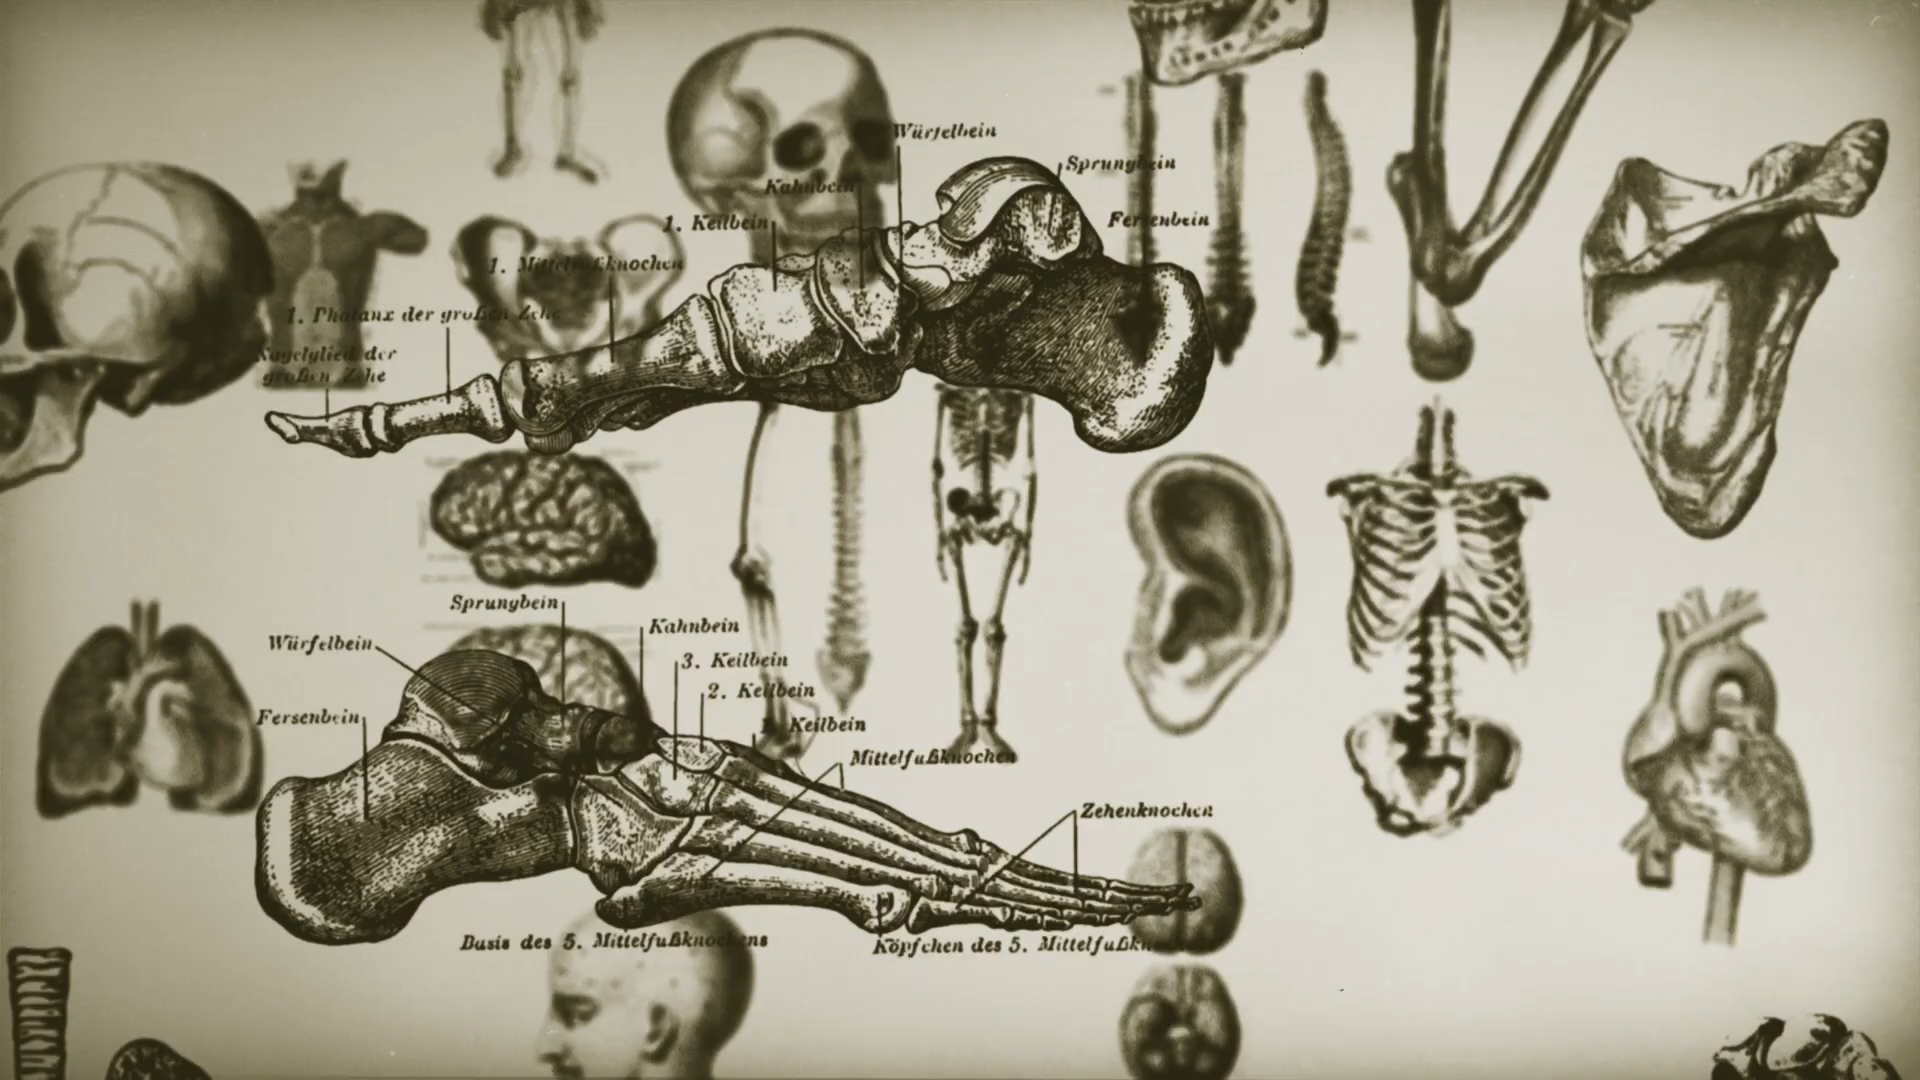 Würfelbein
Sprungbein
Kahnbein
1. Keilbein
Fersenbein
1. Mittelfußknochen
1. Phalanx der großen Zehe
Nagelglied der
großen Zehe
Sprungbein
Kahnbein
Würfelbein
3. Keilbein
2. Keilbein
Fersenbein
1. Keilbein
Mittelfußknochen
Zehenknochen
Basis des 5. Mittelfußknochens
Köpfchen des 5.